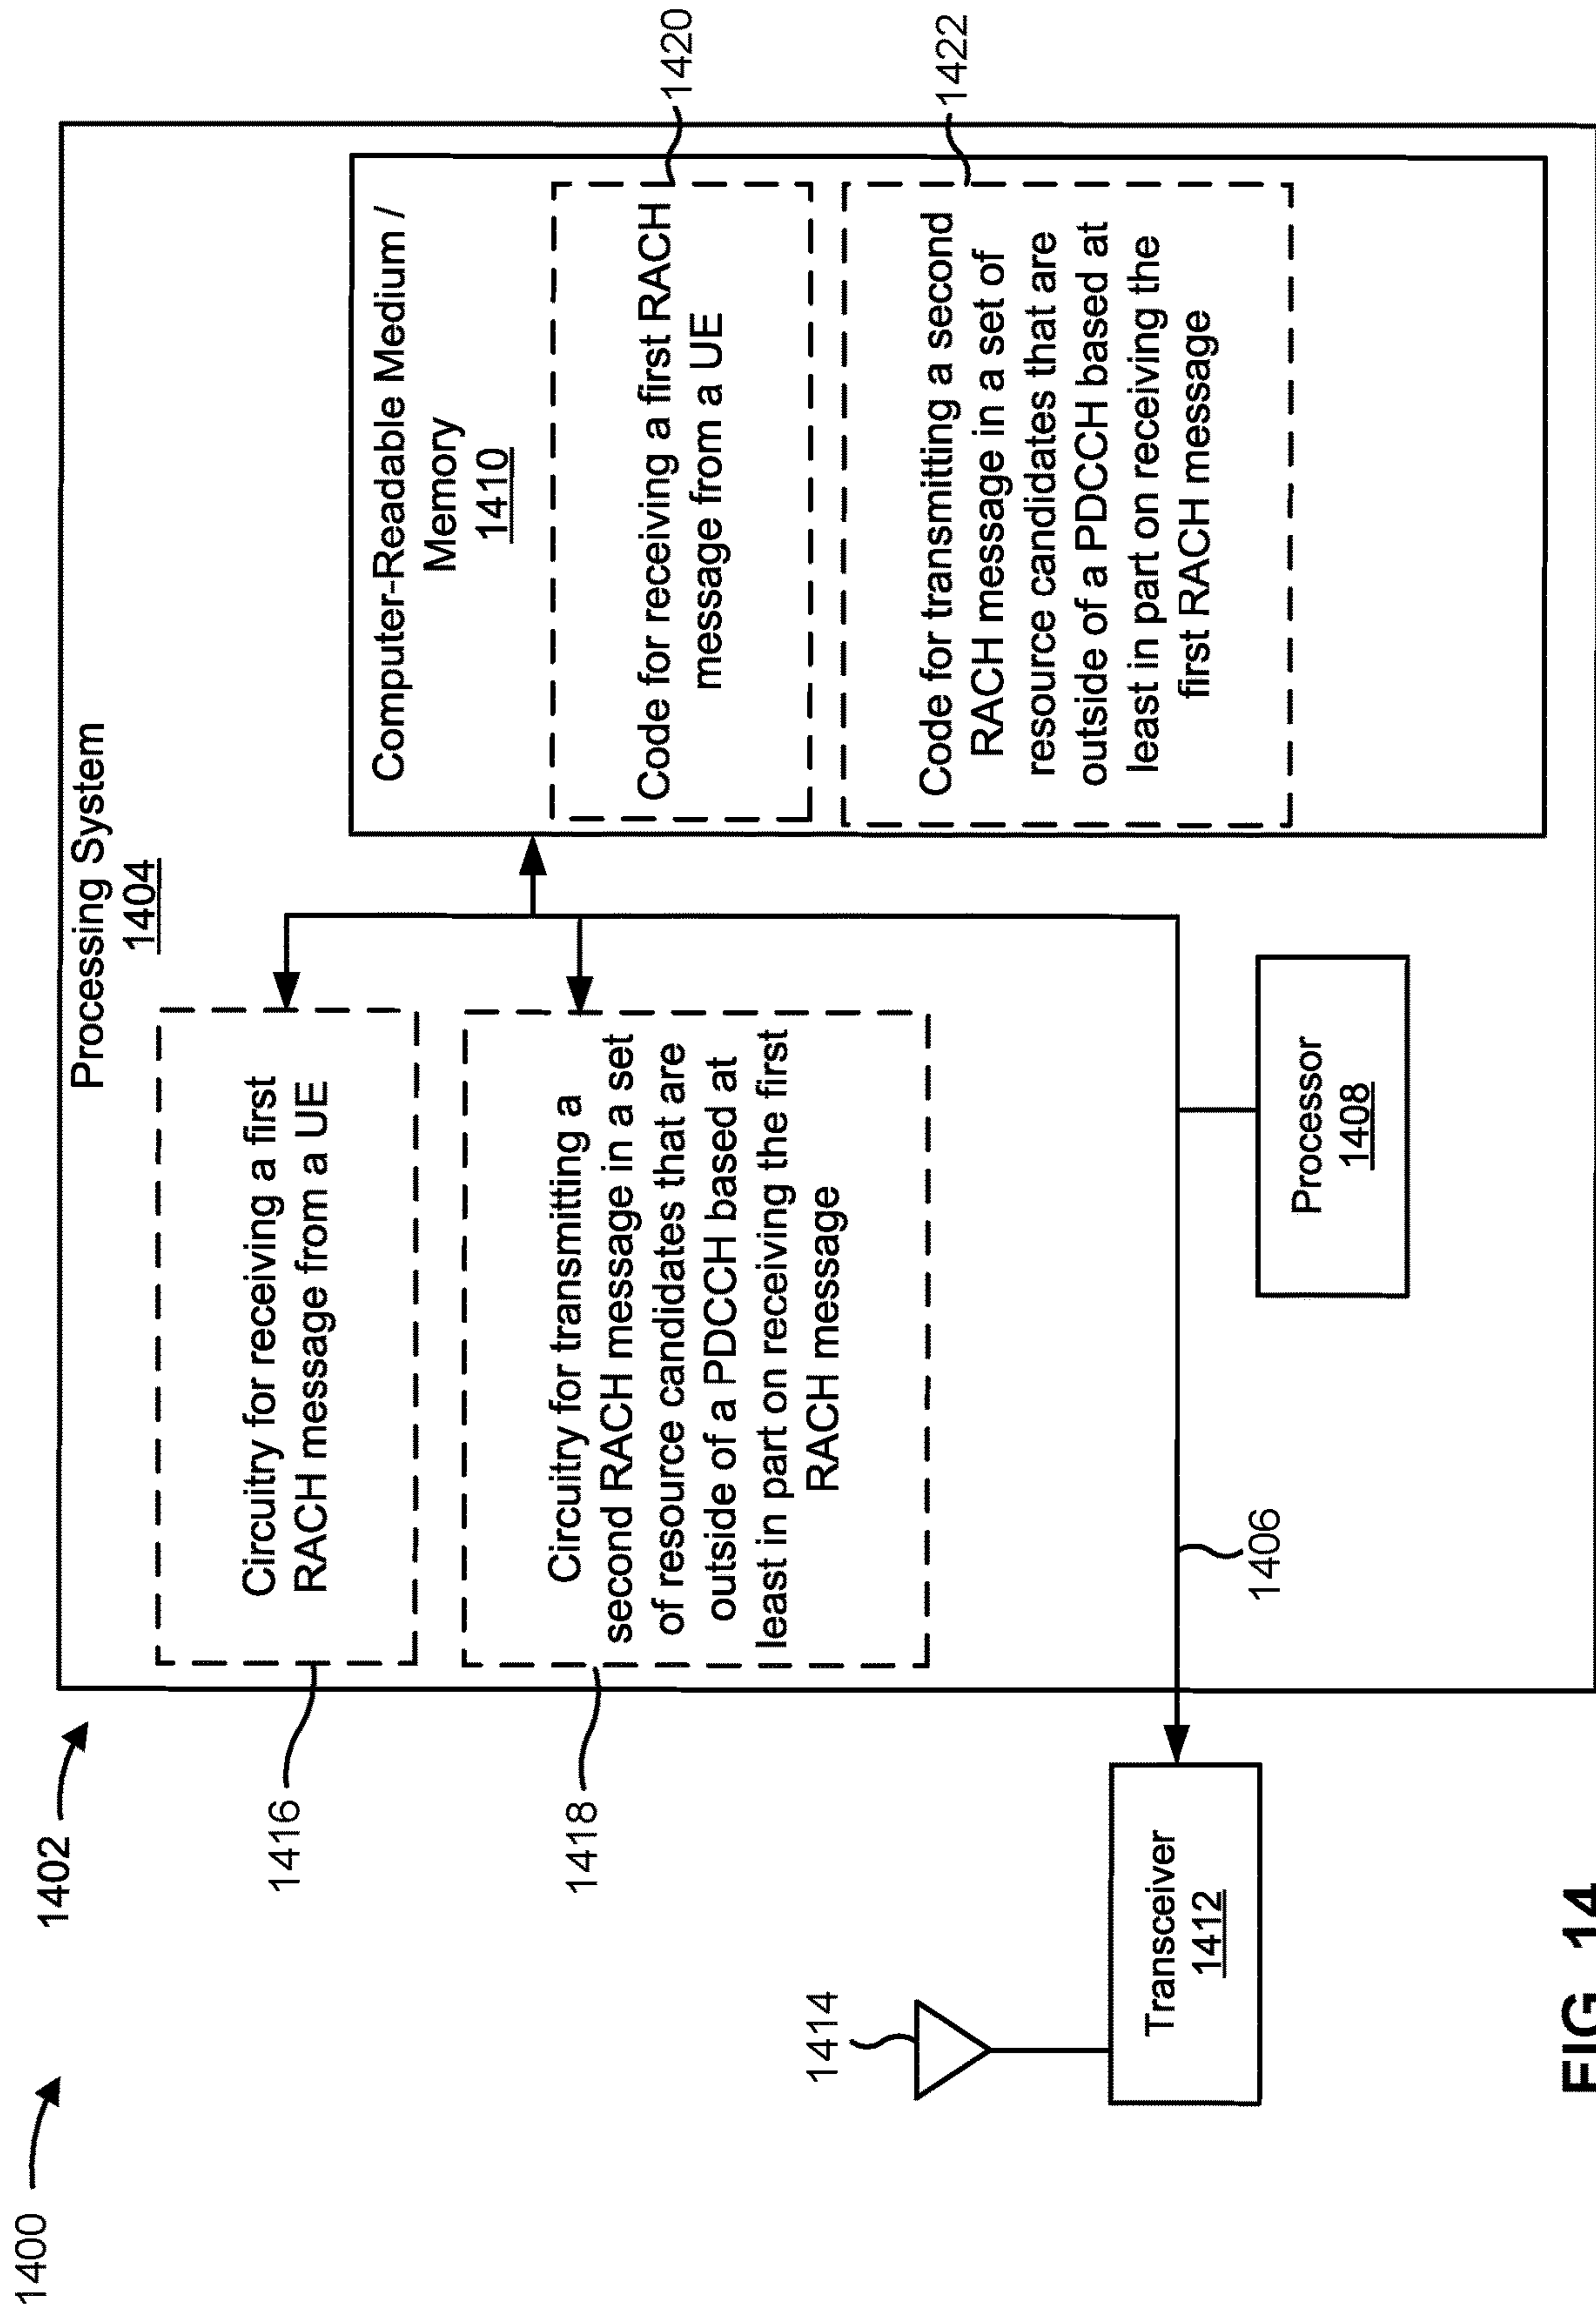 1400
1402
Processing System
1404
1416
Circuitry for receiving a first
RACH message from a UE
1418
Circuitry for transmitting a
second RACH message in a set
of resource candidates that are
outside of a PDCCH based at
least in part on receiving the first
RACH message
Computer-Readable Medium /
Memory
1410
Code for receiving a first RACH
message from a UE
1420
Code for transmitting a second
RACH message in a set of
resource candidates that are
outside of a PDCCH based at
least in part on receiving the
first RACH message
1422
1414
Transceiver
1412
1406
Processor
1408
FIG. 14